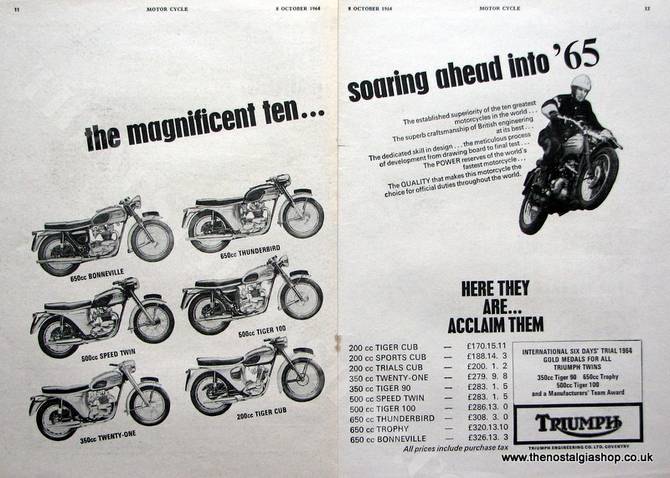 11 MOTOR CYCLE 8 OCTOBER 1964
the magnificent ten...
650cc BONNEVILLE
650cc THUNDERBIRD
500cc SPEED TWIN
500cc TIGER 100
350cc TWENTY-ONE
200cc TIGER CUB
8 OCTOBER 1964 MOTOR CYCLE 12
soaring ahead into '65
The established superiority of the ten greatest
motorcycles in the world...
The superb craftsmanship of British engineering
at its best...
The dedicated skill in design... the meticulous process
of development from drawing board to final test...
The POWER reserves of the world's
fastest motorcycle...
The QUALITY that makes this motorcycle the
choice for official duties throughout the world.
HERE THEY
ARE...
ACCLAIM THEM
200 cc TIGER CUB — £170.15.11
200 cc SPORTS CUB — £188.14. 3
200 cc TRIALS CUB — £200. 1. 2
350 cc TWENTY-ONE — £279. 9. 8
350 cc TIGER 90 — £283. 1. 5
500 cc SPEED TWIN — £283. 1. 5
500 cc TIGER 100 — £286.13. 0
650 cc THUNDERBIRD — £308. 3. 0
650 cc TROPHY — £320.13.10
650 cc BONNEVILLE — £326.13. 3
All prices include purchase tax
INTERNATIONAL SIX DAYS' TRIAL 1964
GOLD MEDALS FOR ALL
TRIUMPH TWINS
350cc Tiger 90 650cc Trophy
500cc Tiger 100
and a Manufacturers' Team Award
TRIUMPH
TRIUMPH ENGINEERING CO. LTD. COVENTRY
www.thenostalgiashop.co.uk